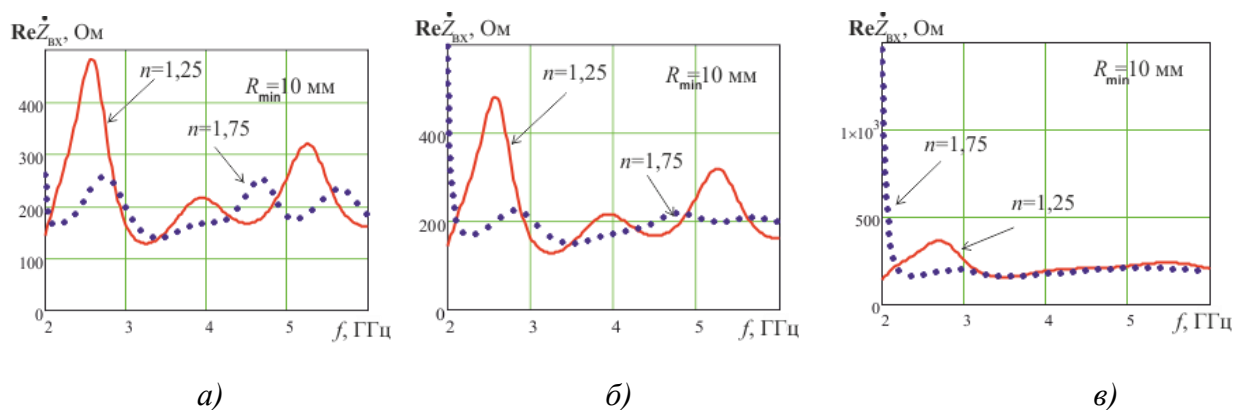 ReŻвх, Ом
n=1,25
Rmin=10 мм
n=1,75
400
300
200
100
0
2
3
4
5
f, ГГц
а)
ReŻвх, Ом
n=1,25
Rmin=10 мм
n=1,75
400
200
0
2
3
4
5
f, ГГц
б)
ReŻвх, Ом
Rmin=10 мм
1×10³
n=1,75
n=1,25
500
0
2
3
4
5
f, ГГц
в)